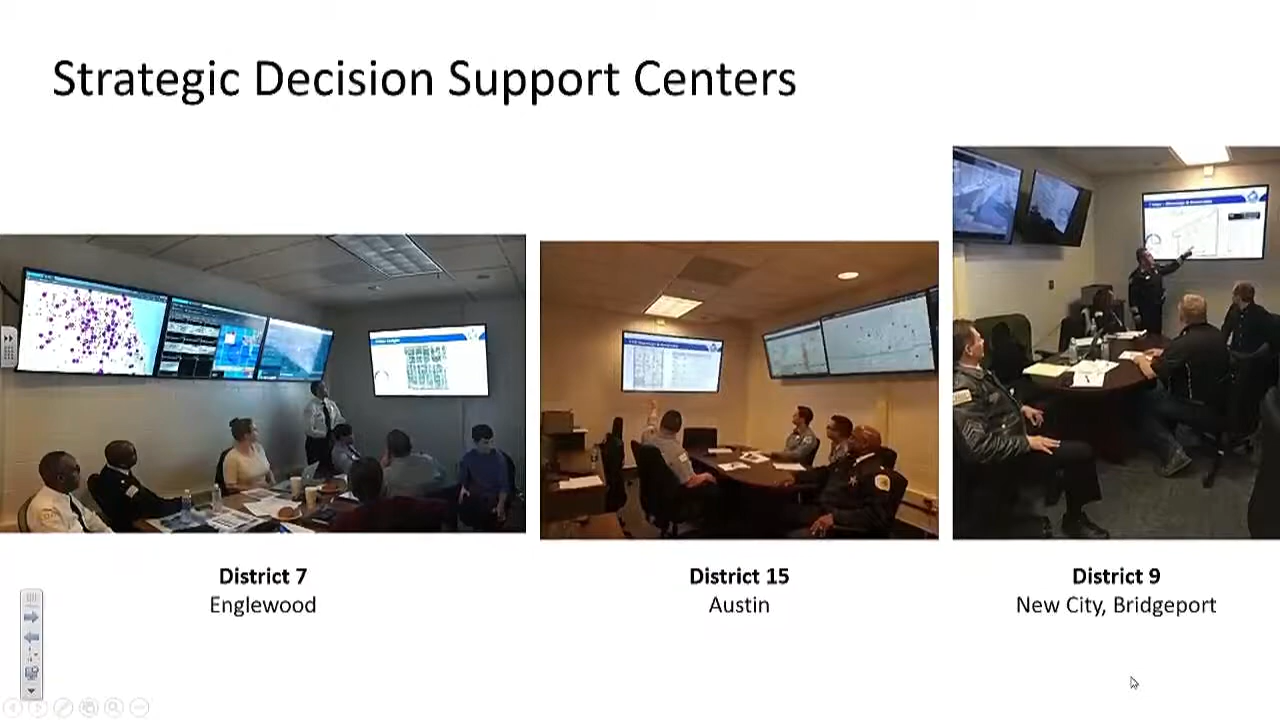 Strategic Decision Support Centers
District 7
Englewood
District 15
Austin
District 9
New City, Bridgeport